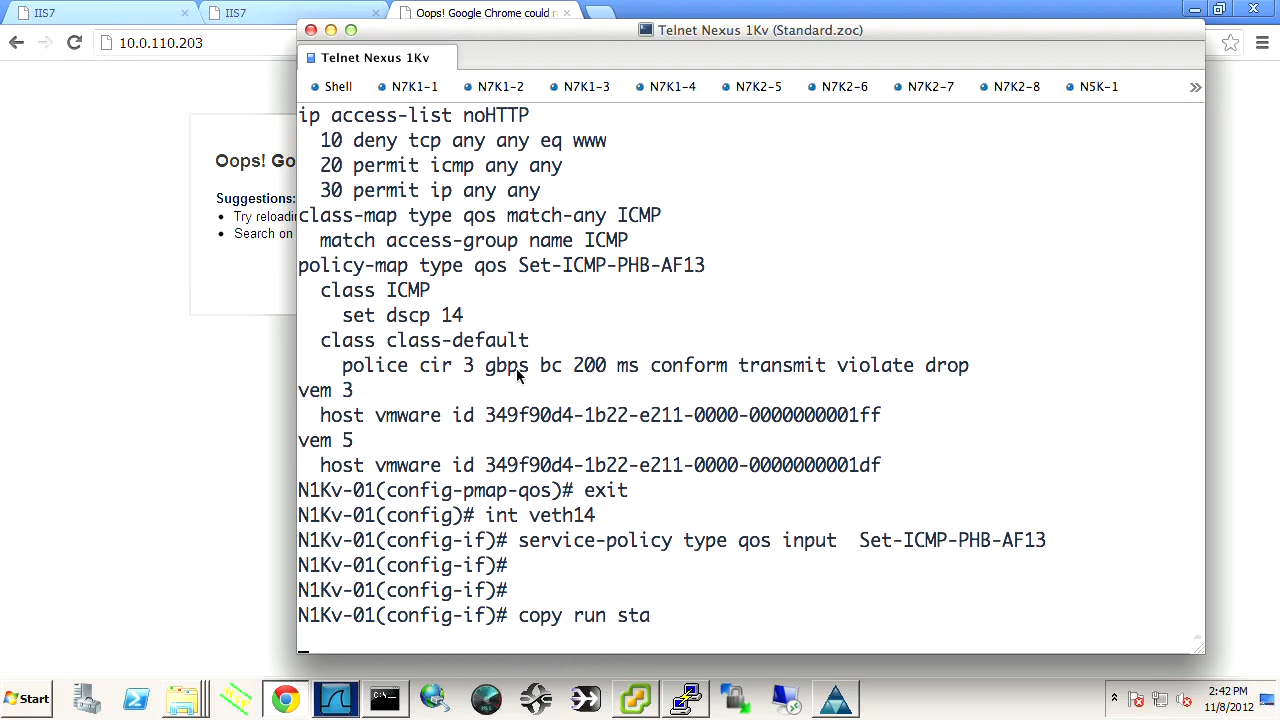 IIS7
IIS7
Oops! Google Chrome could n
10.0.110.203
Telnet Nexus 1Kv (Standard.zoc)
Telnet Nexus 1Kv
Shell
N7K1-1
N7K1-2
N7K1-3
N7K1-4
N7K2-5
N7K2-6
N7K2-7
N7K2-8
N5K-1
Oops! Go
Suggestions:
Try reloadin
Search on
ip access-list noHTTP
10 deny tcp any any eq www
20 permit icmp any any
30 permit ip any any
class-map type qos match-any ICMP
match access-group name ICMP
policy-map type qos Set-ICMP-PHB-AF13
class ICMP
set dscp 14
class class-default
police cir 3 gbps bc 200 ms conform transmit violate drop
vem 3
host vmware id 349f90d4-1b22-e211-0000-0000000001ff
vem 5
host vmware id 349f90d4-1b22-e211-0000-0000000001df
N1Kv-01(config-pmap-qos)# exit
N1Kv-01(config)# int veth14
N1Kv-01(config-if)# service-policy type qos input  Set-ICMP-PHB-AF13
N1Kv-01(config-if)#
N1Kv-01(config-if)#
N1Kv-01(config-if)# copy run sta
Start
2:42 PM
11/8/2012